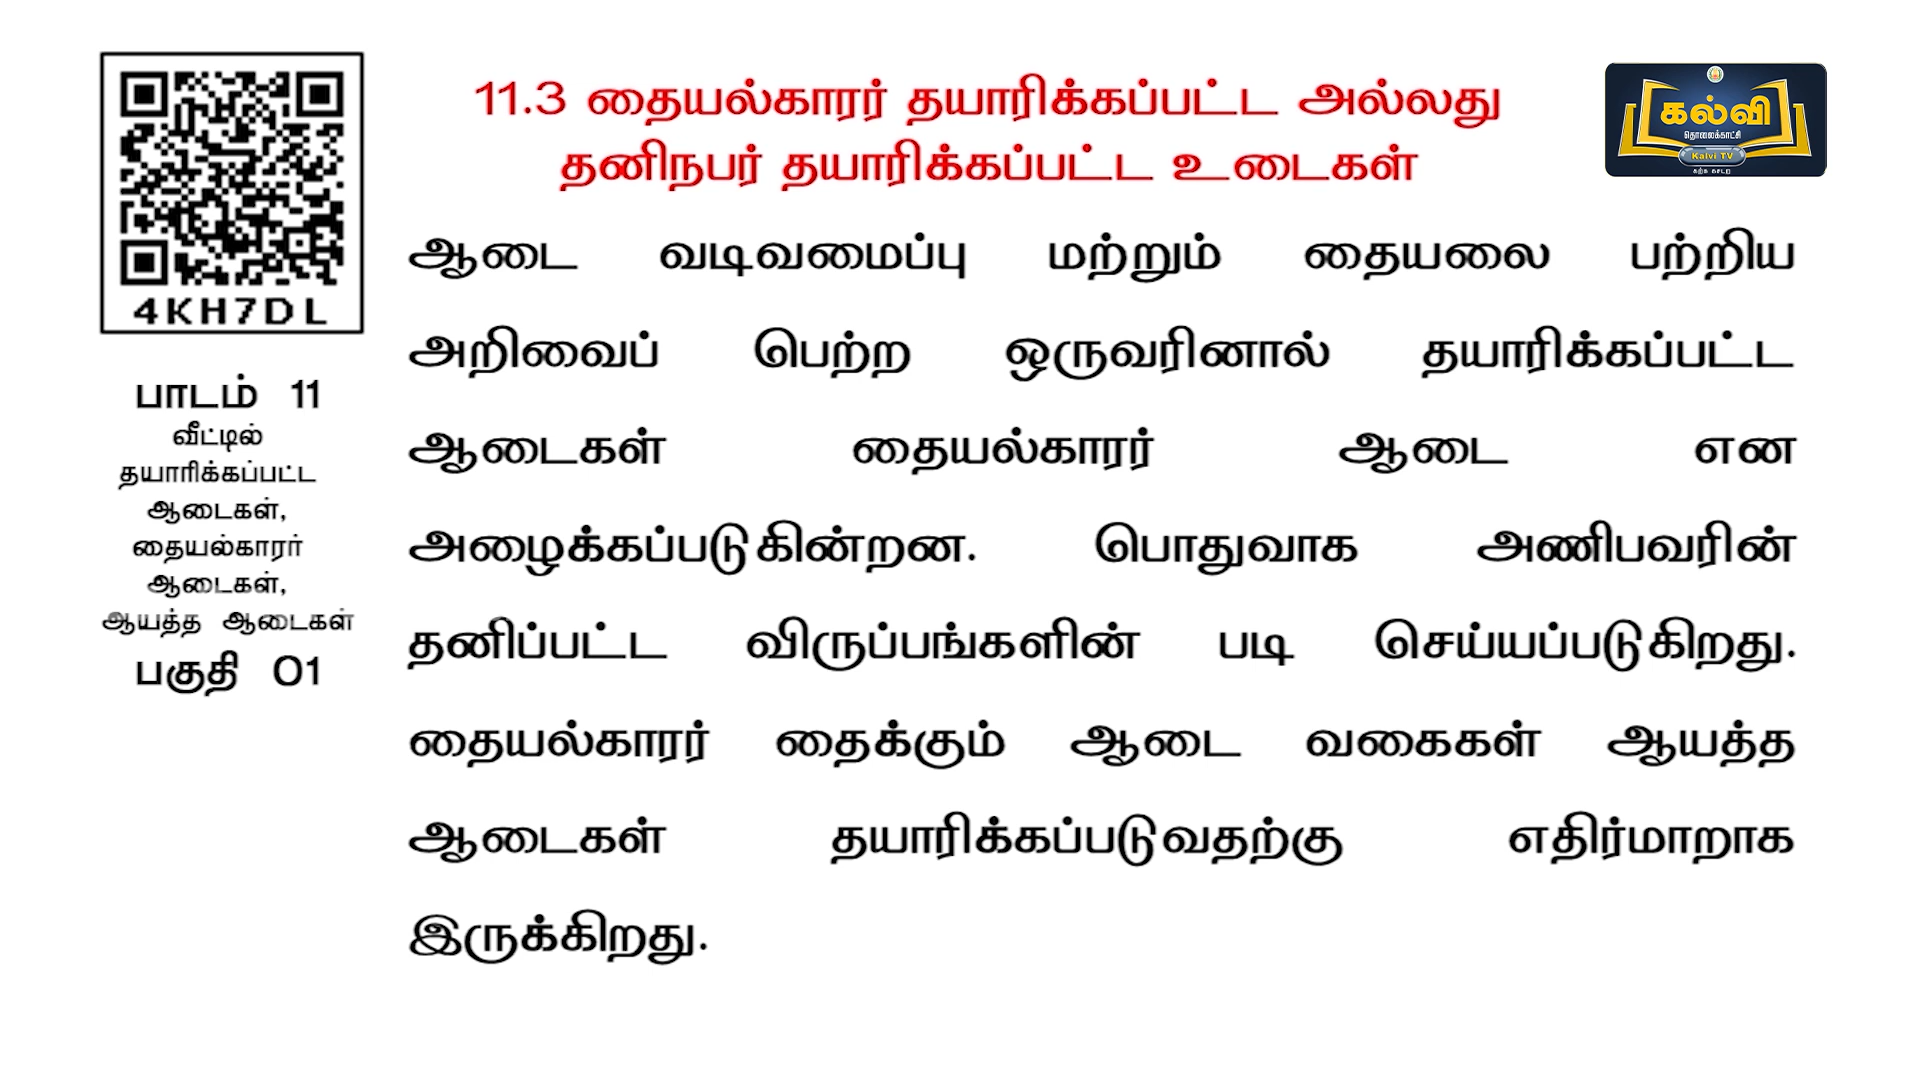 4KH7DL
பாடம் 11
வீட்டில்
தயாரிக்கப்பட்ட
ஆடைகள்,
தையல்காரர்
ஆடைகள்,
ஆயத்த ஆடைகள்
பகுதி 01
11.3 தையல்காரர் தயாரிக்கப்பட்ட அல்லது
தனிநபர் தயாரிக்கப்பட்ட உடைகள்
ஆடை வடிவமைப்பு மற்றும் தையலை பற்றிய
அறிவைப் பெற்ற ஒருவரினால் தயாரிக்கப்பட்ட
ஆடைகள் தையல்காரர் ஆடை என
அழைக்கப்படுகின்றன. பொதுவாக அணிபவரின்
தனிப்பட்ட விருப்பங்களின் படி செய்யப்படுகிறது.
தையல்காரர் தைக்கும் ஆடை வகைகள் ஆயத்த
ஆடைகள் தயாரிக்கப்படுவதற்கு எதிர்மாறாக
இருக்கிறது.
கல்வி
தொலைக்காட்சி
Kalvi TV
கற்க கசடற